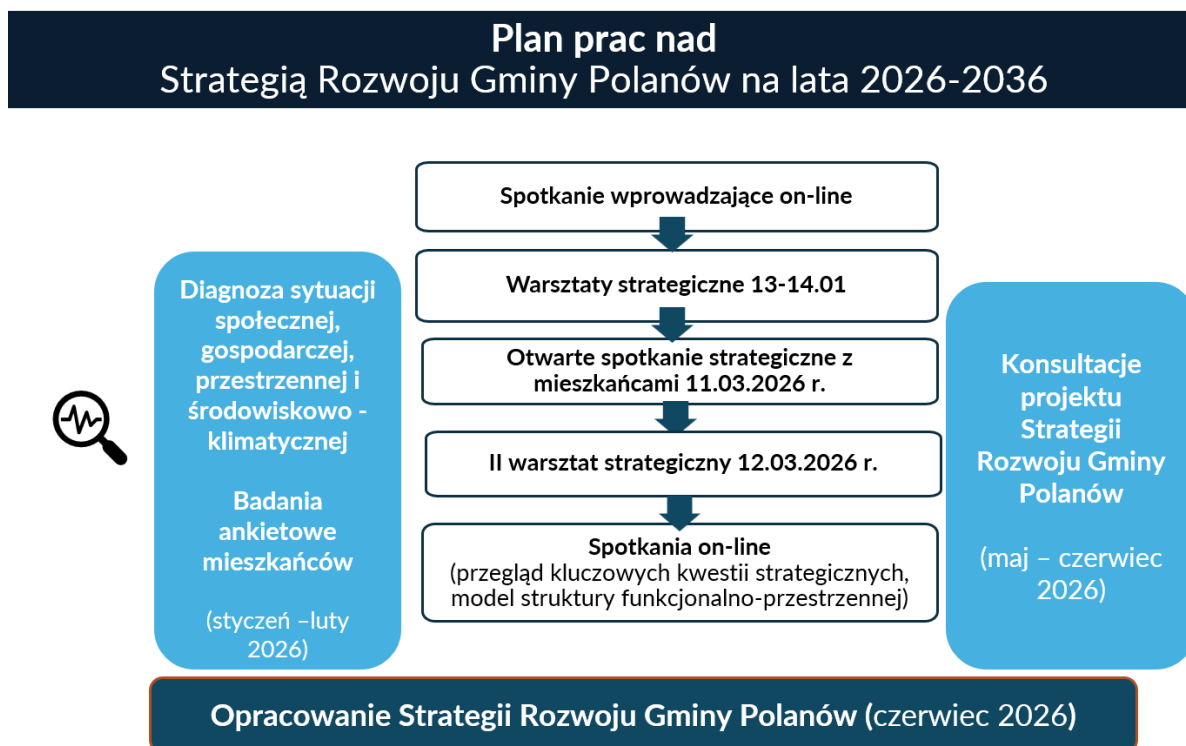 Plan prac nad
Strategią Rozwoju Gminy Polanów na lata 2026-2036
Spotkanie wprowadzające on-line
Warsztaty strategiczne 13-14.01
Otwarte spotkanie strategiczne z
mieszkańcami 11.03.2026 r.
II warsztat strategiczny 12.03.2026 r.
Spotkania on-line
(przegląd kluczowych kwestii strategicznych,
model struktury funkcjonalno-przestrzennej)
Diagnoza sytuacji
społecznej,
gospodarczej,
przestrzennej i
środowiskowo -
klimatycznej
Badania
ankietowe
mieszkańców
(styczeń –luty
2026)
Konsultacje
projektu
Strategii
Rozwoju Gminy
Polanów
(maj – czerwiec
2026)
Opracowanie Strategii Rozwoju Gminy Polanów (czerwiec 2026)